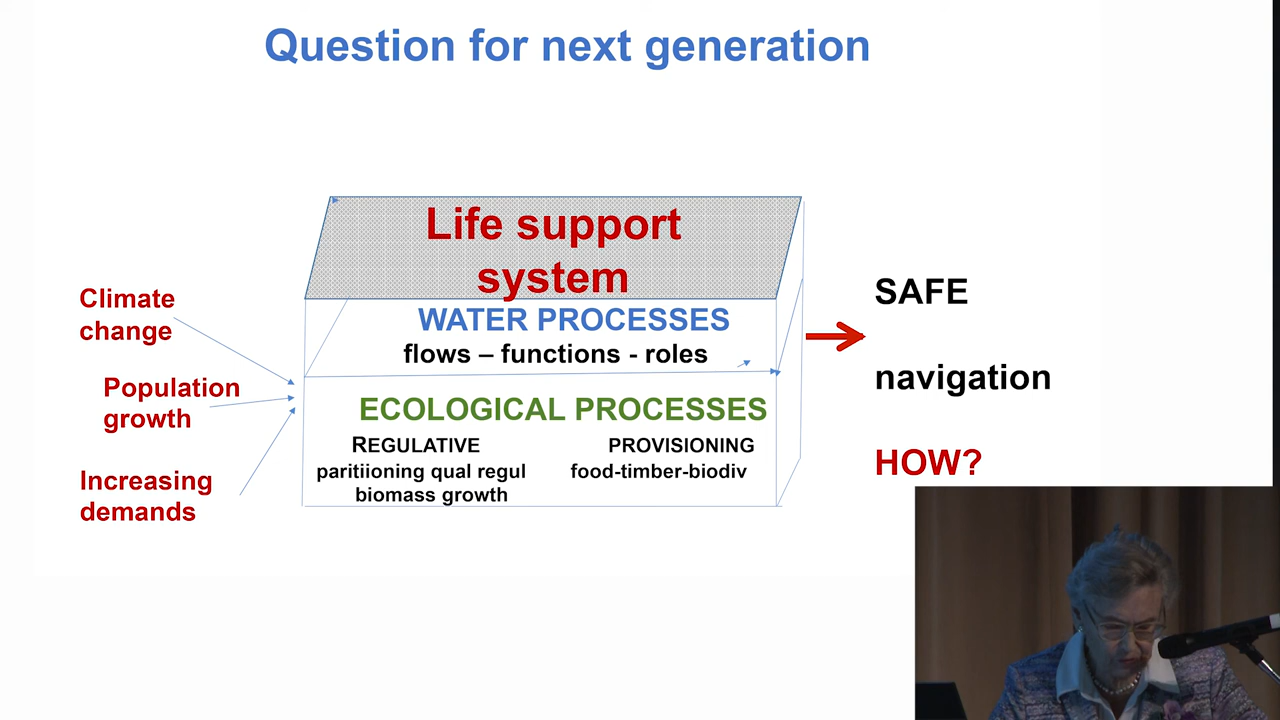 Question for next generation
Life support
system
WATER PROCESSES
flows – functions - roles
ECOLOGICAL PROCESSES
REGULATIVE
paritiioning qual regul
biomass growth
PROVISIONING
food-timber-biodiv
Climate
change
Population
growth
Increasing
demands
SAFE
navigation
HOW?